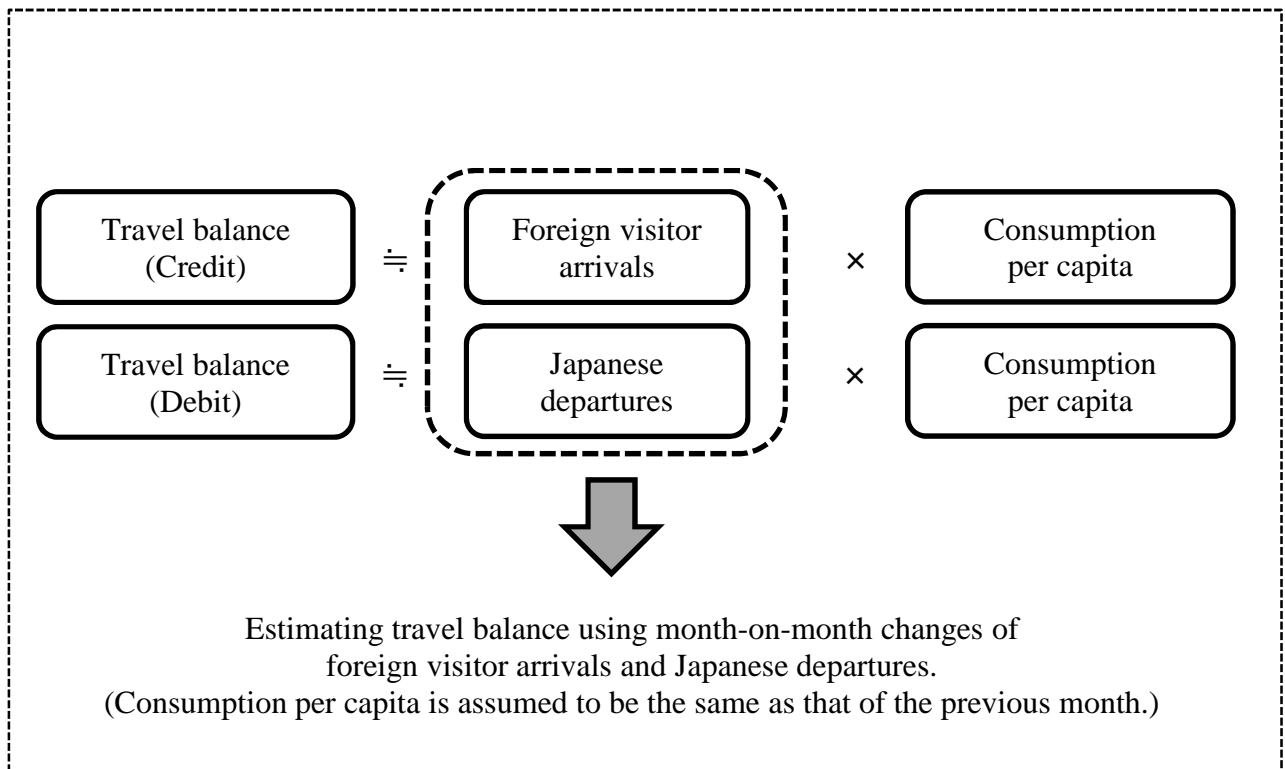 Travel balance
(Credit)
≒
Foreign visitor
arrivals
×
Consumption
per capita
Travel balance
(Debit)
≒
Japanese
departures
×
Consumption
per capita
Estimating travel balance using month-on-month changes of
foreign visitor arrivals and Japanese departures.
(Consumption per capita is assumed to be the same as that of the previous month.)